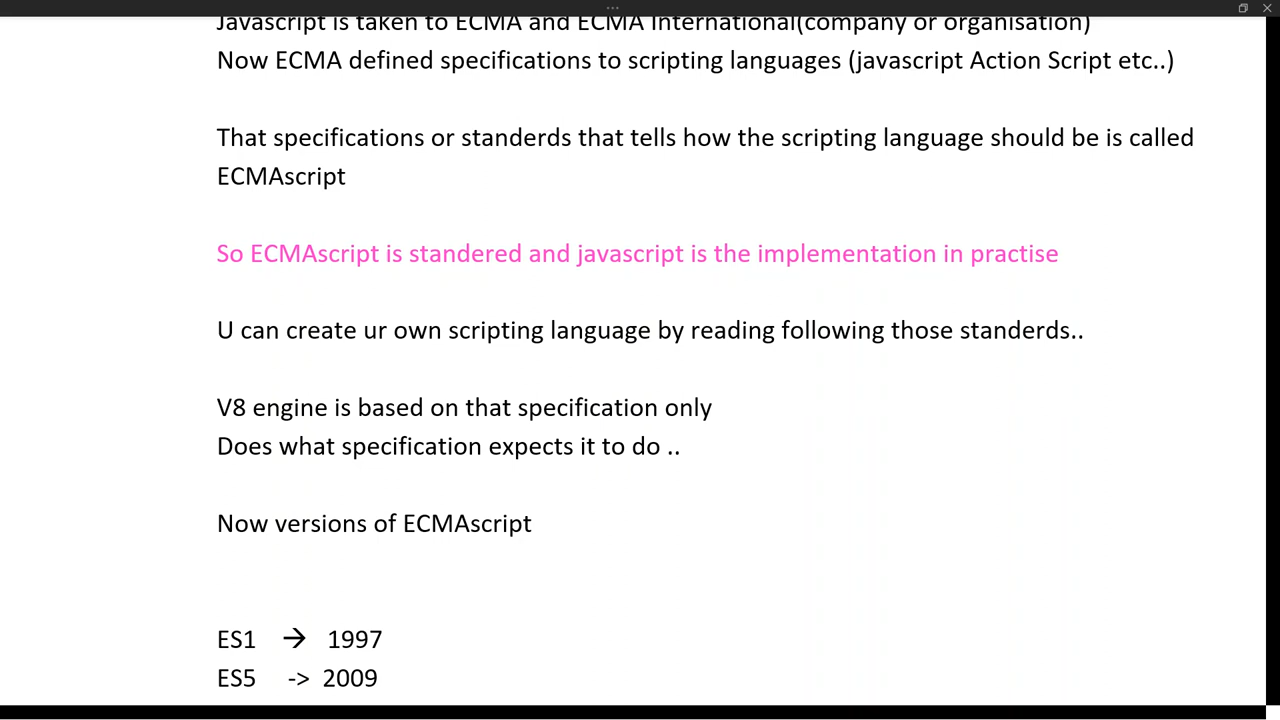 Javascript is taken to ECMA and ECMA International(company or organisation)
Now ECMA defined specifications to scripting languages (javascript Action Script etc..)
That specifications or standerds that tells how the scripting language should be is called
ECMAscript
So ECMAscript is standered and javascript is the implementation in practise
U can create ur own scripting language by reading following those standerds..
V8 engine is based on that specification only
Does what specification expects it to do ..
Now versions of ECMAscript
ES1 → 1997
ES5 -> 2009